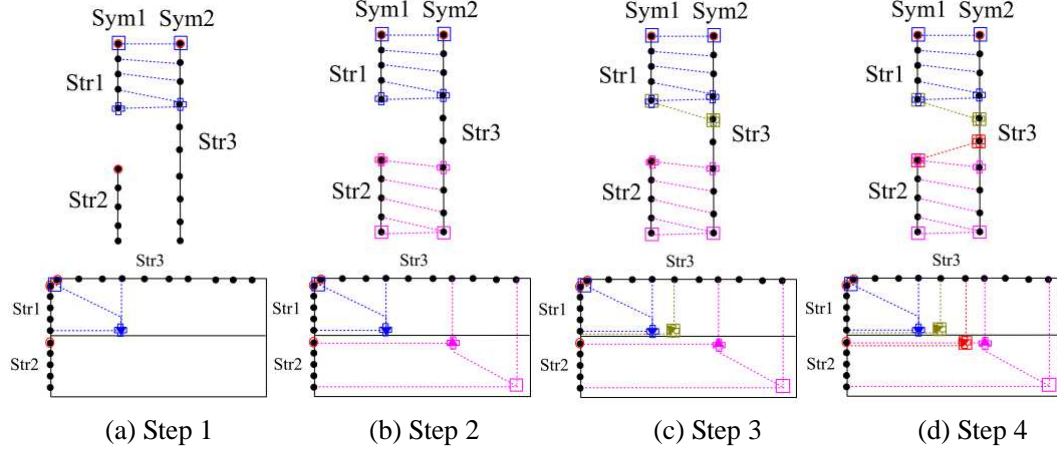 Sym1 Sym2
Str1
Str3
Str2
Str3
Str1
Str2
(a) Step 1
Sym1 Sym2
Str1
Str3
Str2
Str3
Str1
Str2
(b) Step 2
Sym1 Sym2
Str1
Str3
Str2
Str3
Str1
Str2
(c) Step 3
Sym1 Sym2
Str1
Str3
Str2
Str3
Str1
Str2
(d) Step 4